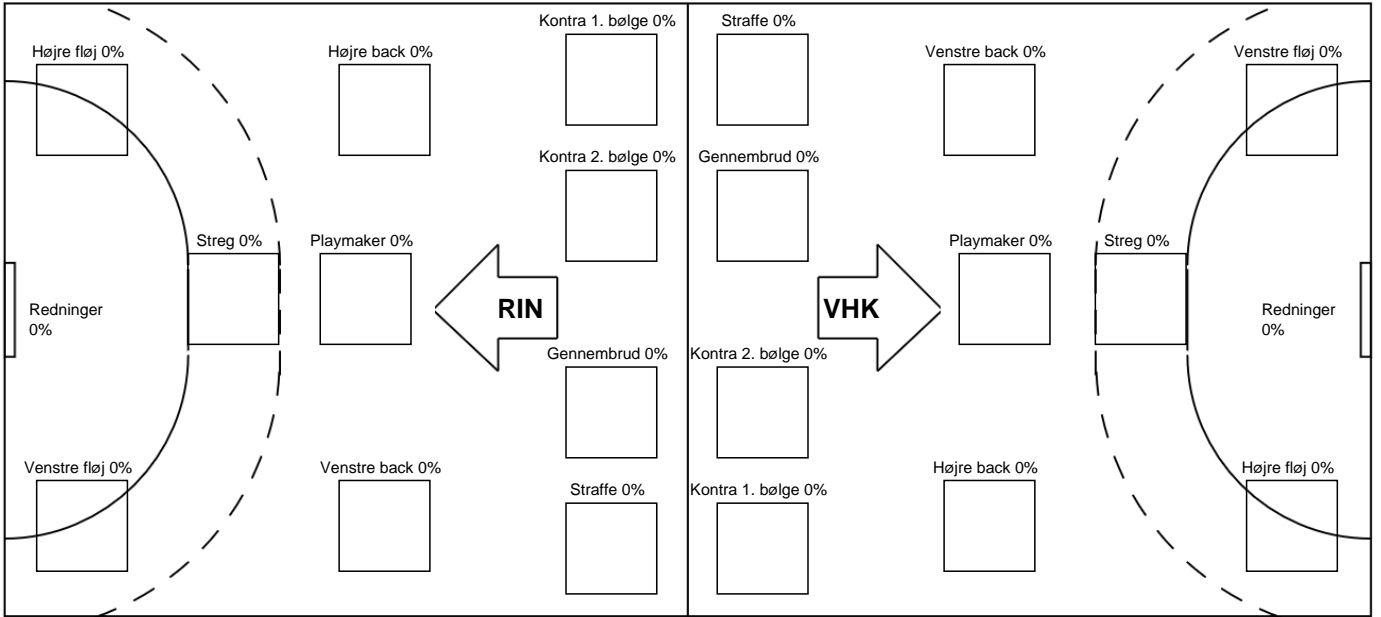 Kontra 1. bølge 0%
Straffe 0%
Højre fløj 0%
Højre back 0%
Venstre back 0%
Venstre fløj 0%
Kontra 2. bølge 0%
Gennembrud 0%
Streg 0%
Playmaker 0%
Playmaker 0%
Streg 0%
Redninger
0%
RIN
VHK
Redninger
0%
Gennembrud 0%
Kontra 2. bølge 0%
Venstre fløj 0%
Venstre back 0%
Straffe 0%
Kontra 1. bølge 0%
Højre back 0%
Højre fløj 0%